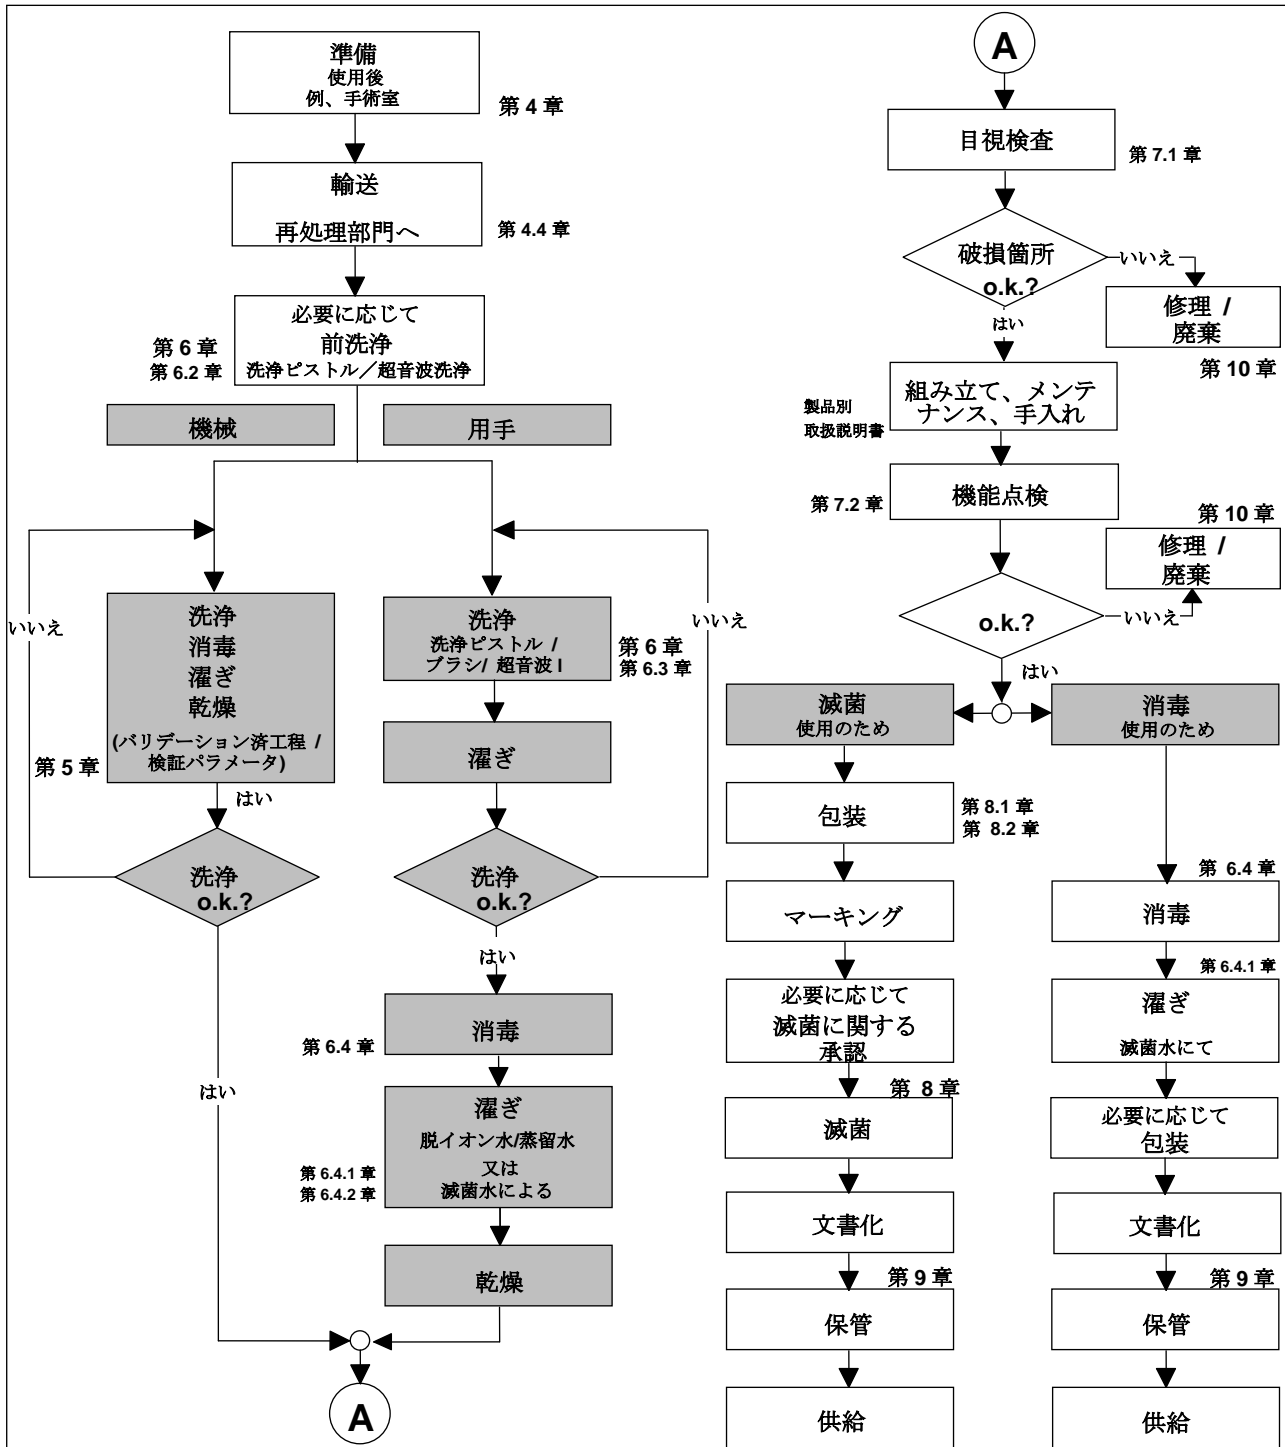 準備
使用後
例、手術室
第 4 章
輸送
再処理部門へ
第 4.4 章
必要に応じて
前洗浄
洗浄ピストル／超音波洗浄
第 6 章
第 6.2 章
機械
用手
いいえ
洗浄
消毒
濯ぎ
乾燥
(バリデーション済工程 /
検証パラメータ)
第 5 章
はい
洗浄
o.k.?
はい
洗浄
洗浄ピストル /
ブラシ/ 超音波 I
第 6 章
第 6.3 章
いいえ
濯ぎ
洗浄
o.k.?
はい
消毒
第 6.4 章
濯ぎ
脱イオン水/蒸留水
又は
滅菌水による
第 6.4.1 章
第 6.4.2 章
乾燥
A
A
目視検査
第 7.1 章
破損箇所
o.k.?
いいえ
修理 /
廃棄
第 10 章
はい
組み立て、メンテ
ナンス、手入れ
製品別
取扱説明書
機能点検
第 7.2 章
第 10 章
修理 /
廃棄
o.k.?
いいえ
はい
滅菌
使用のため
消毒
使用のため
包装
第 8.1 章
第 8.2 章
マーキング
必要に応じて
滅菌に関する
承認
第 8 章
滅菌
文書化
第 9 章
保管
供給
第 6.4 章
消毒
第 6.4.1 章
濯ぎ
滅菌水にて
必要に応じて
包装
文書化
第 9 章
保管
供給